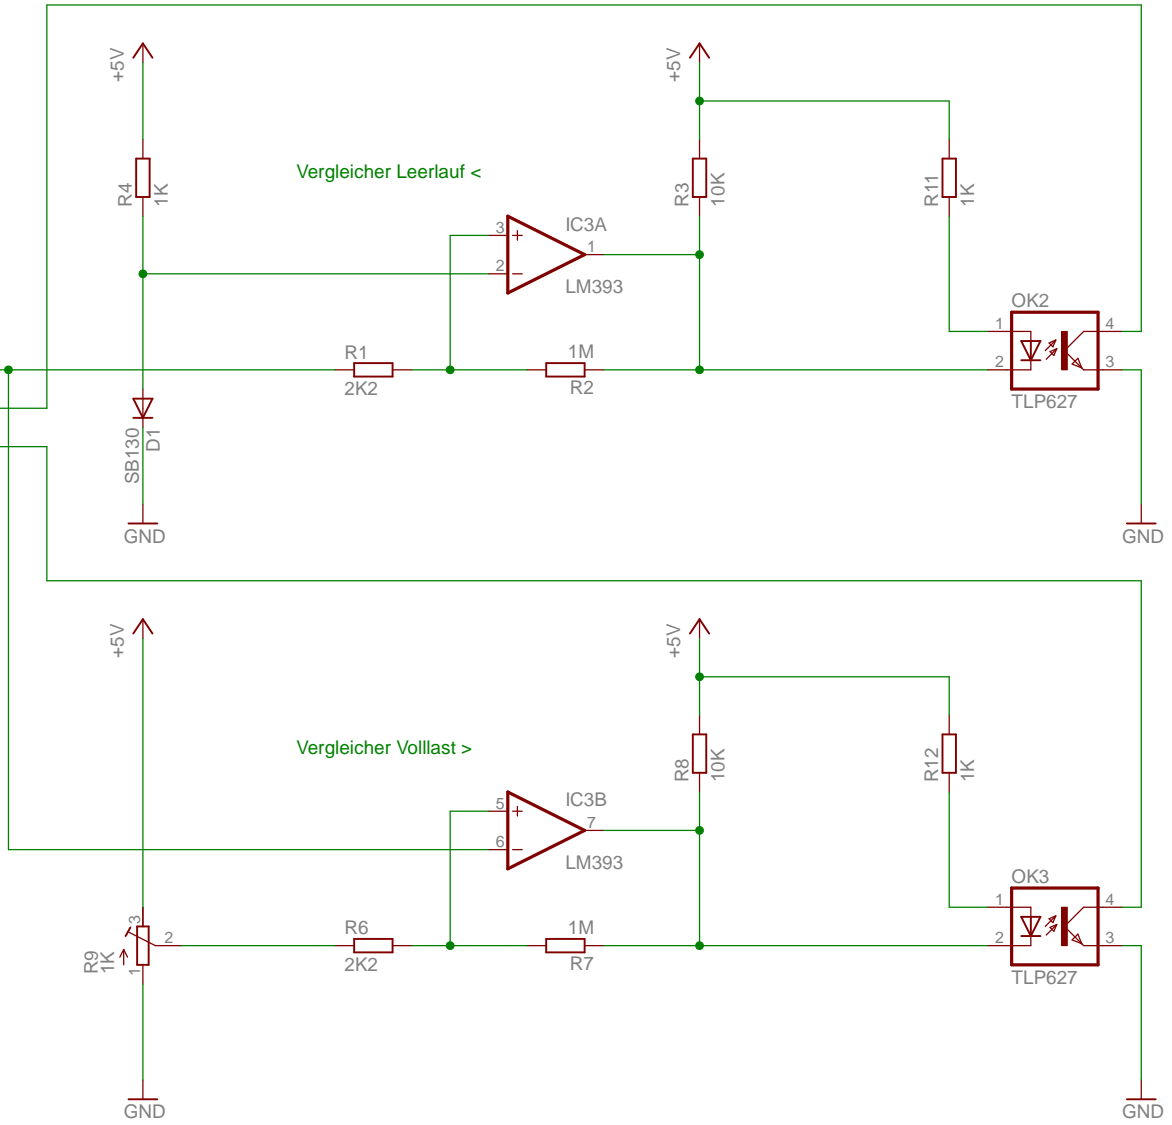 +5V
+5V
R4
1K
Vergleicher Leerlauf <
R3
10K
R11
1K
3
+
IC3A
1
2
−
LM393
OK2
1
4
2
3
TLP627
R1
2K2
1M
R2
SB130
D1
GND
GND
+5V
+5V
Vergleicher Volllast >
R8
10K
R12
1K
5
+
IC3B
7
6
−
LM393
OK3
1
4
2
3
TLP627
3
2
R9
1K
1
R6
2K2
1M
R7
GND
GND